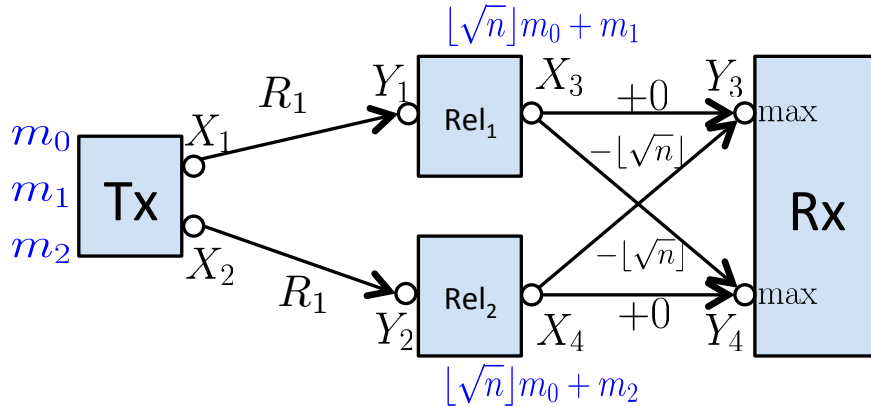 ⌊√n⌋m₀ + m₁
X₃
Y₃
R₁
Y₁
+0
m₀
X₁
Rel₁
max
−⌊√n⌋
m₁
Tx
Rx
m₂
X₂
−⌊√n⌋
R₁
Rel₂
max
+0
Y₂
X₄
Y₄
⌊√n⌋m₀ + m₂